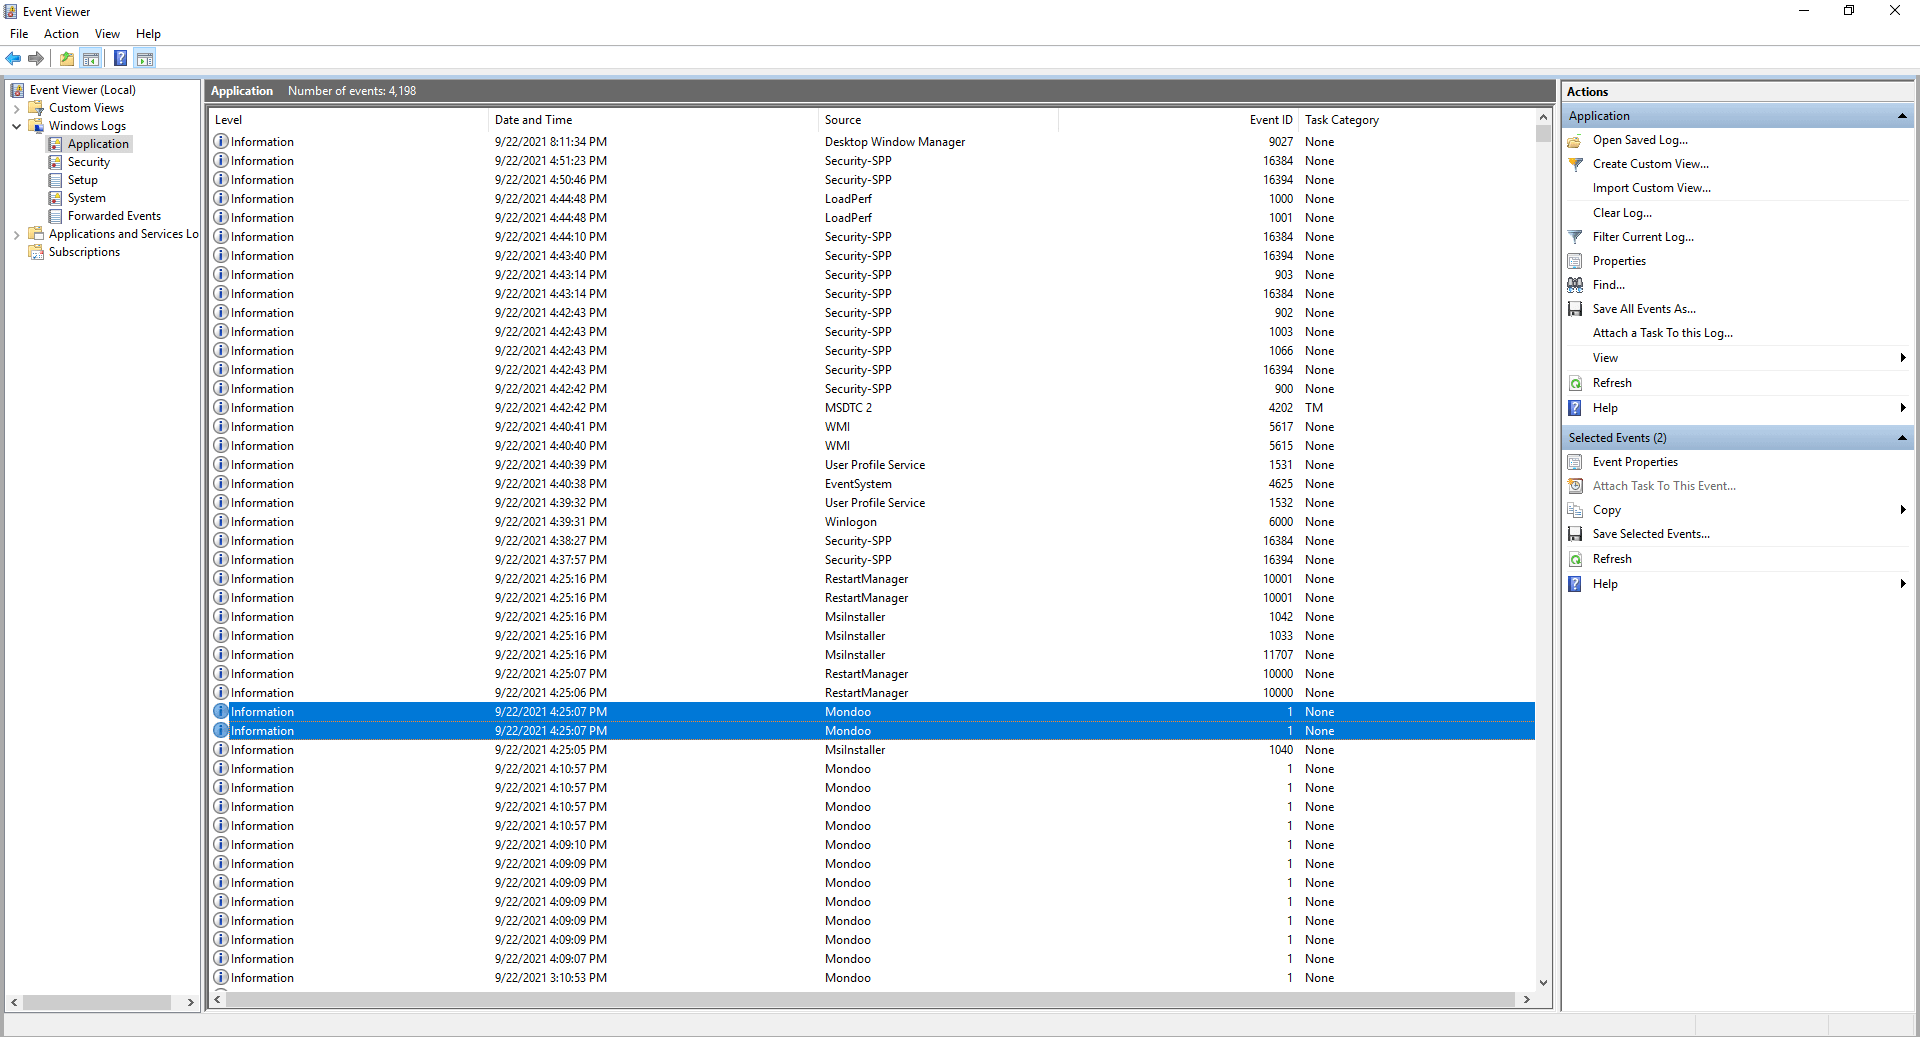 Event Viewer
File Action View Help
Event Viewer (Local)
Custom Views
Windows Logs
Application
Security
Setup
System
Forwarded Events
Applications and Services Lo
Subscriptions
Application Number of events: 4,198
Level Date and Time Source Event ID Task Category
Information 9/22/2021 8:11:34 PM Desktop Window Manager 9027 None
Information 9/22/2021 4:51:23 PM Security-SPP 16384 None
Information 9/22/2021 4:50:46 PM Security-SPP 16394 None
Information 9/22/2021 4:44:48 PM LoadPerf 1000 None
Information 9/22/2021 4:44:48 PM LoadPerf 1001 None
Information 9/22/2021 4:44:10 PM Security-SPP 16384 None
Information 9/22/2021 4:43:40 PM Security-SPP 16394 None
Information 9/22/2021 4:43:14 PM Security-SPP 903 None
Information 9/22/2021 4:43:14 PM Security-SPP 16384 None
Information 9/22/2021 4:42:43 PM Security-SPP 902 None
Information 9/22/2021 4:42:43 PM Security-SPP 1003 None
Information 9/22/2021 4:42:43 PM Security-SPP 1066 None
Information 9/22/2021 4:42:43 PM Security-SPP 16394 None
Information 9/22/2021 4:42:42 PM Security-SPP 900 None
Information 9/22/2021 4:42:42 PM MSDTC 2 4202 TM
Information 9/22/2021 4:40:41 PM WMI 5617 None
Information 9/22/2021 4:40:40 PM WMI 5615 None
Information 9/22/2021 4:40:39 PM User Profile Service 1531 None
Information 9/22/2021 4:40:38 PM EventSystem 4625 None
Information 9/22/2021 4:39:32 PM User Profile Service 1532 None
Information 9/22/2021 4:39:31 PM Winlogon 6000 None
Information 9/22/2021 4:38:27 PM Security-SPP 16384 None
Information 9/22/2021 4:37:57 PM Security-SPP 16394 None
Information 9/22/2021 4:25:16 PM RestartManager 10001 None
Information 9/22/2021 4:25:16 PM RestartManager 10001 None
Information 9/22/2021 4:25:16 PM MsiInstaller 1042 None
Information 9/22/2021 4:25:16 PM MsiInstaller 1033 None
Information 9/22/2021 4:25:16 PM MsiInstaller 11707 None
Information 9/22/2021 4:25:07 PM RestartManager 10000 None
Information 9/22/2021 4:25:06 PM RestartManager 10000 None
Information 9/22/2021 4:25:07 PM Mondoo 1 None
Information 9/22/2021 4:25:07 PM Mondoo 1 None
Information 9/22/2021 4:25:05 PM MsiInstaller 1040 None
Information 9/22/2021 4:10:57 PM Mondoo 1 None
Information 9/22/2021 4:10:57 PM Mondoo 1 None
Information 9/22/2021 4:10:57 PM Mondoo 1 None
Information 9/22/2021 4:10:57 PM Mondoo 1 None
Information 9/22/2021 4:09:10 PM Mondoo 1 None
Information 9/22/2021 4:09:09 PM Mondoo 1 None
Information 9/22/2021 4:09:09 PM Mondoo 1 None
Information 9/22/2021 4:09:09 PM Mondoo 1 None
Information 9/22/2021 4:09:09 PM Mondoo 1 None
Information 9/22/2021 4:09:09 PM Mondoo 1 None
Information 9/22/2021 4:09:07 PM Mondoo 1 None
Information 9/22/2021 3:10:53 PM Mondoo 1 None
Actions
Application
Open Saved Log...
Create Custom View...
Import Custom View...
Clear Log...
Filter Current Log...
Properties
Find...
Save All Events As...
Attach a Task To this Log...
View
Refresh
Help
Selected Events (2)
Event Properties
Attach Task To This Event...
Copy
Save Selected Events...
Refresh
Help